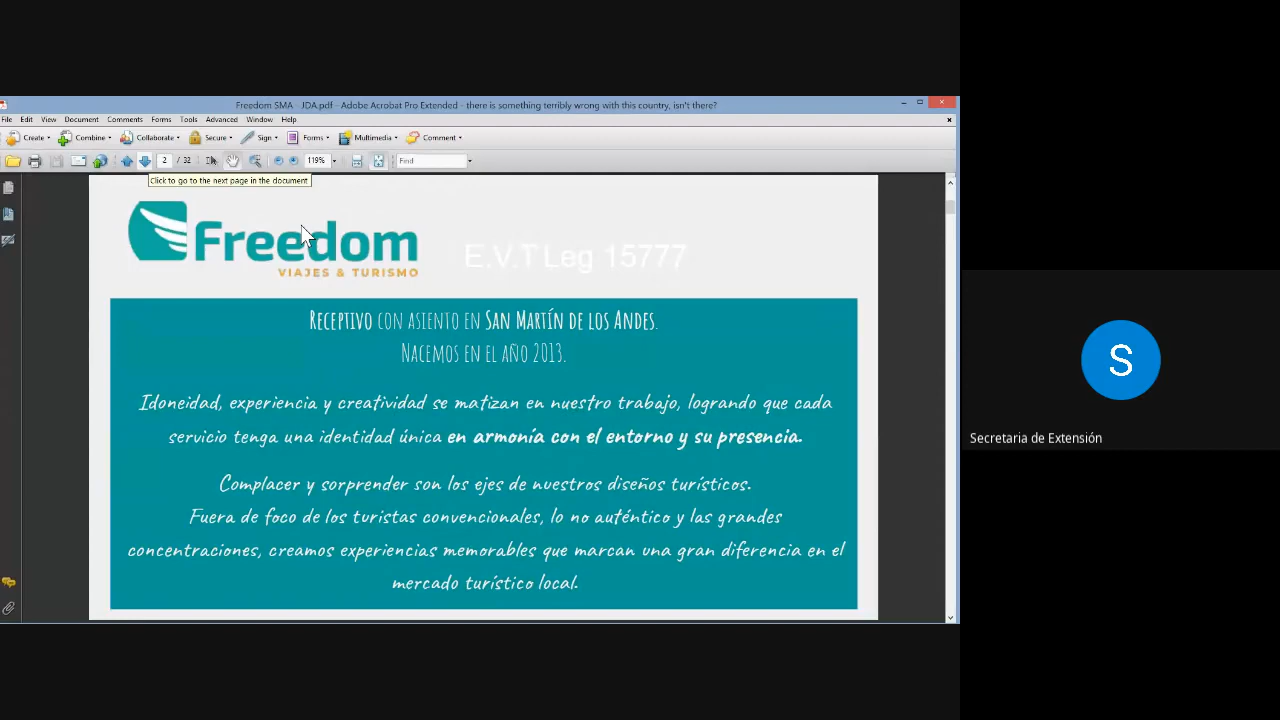 Freedom SMA - JDA.pdf - Adobe Acrobat Pro Extended - there is something terribly wrong with this country, isn't there?
File Edit View Document Comments Forms Tools Advanced Window Help
Create Combine Collaborate Secure Sign Forms Multimedia Comment
2 / 32 119% Find
Click to go to the next page in the document
Freedom
VIAJES & TURISMO
E.V.T Leg 15777
Receptivo con asiento en San Martín de los Andes.
Nacemos en el año 2013.
Idoneidad, experiencia y creatividad se matizan en nuestro trabajo, logrando que cada
servicio tenga una identidad única en armonía con el entorno y su presencia.
Complacer y sorprender son los ejes de nuestros diseños turísticos.
Fuera de foco de los turistas convencionales, lo no auténtico y las grandes
concentraciones, creamos experiencias memorables que marcan una gran diferencia en el
mercado turístico local.
S
Secretaria de Extensión